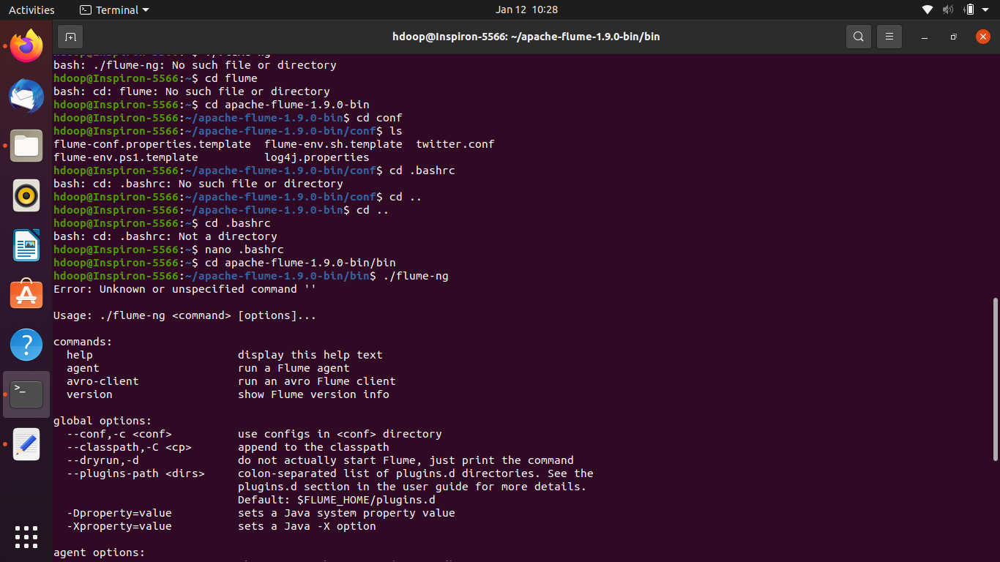 Activities
Terminal
Jan 12 10:28
hdoop@Inspiron-5566: ~/apache-flume-1.9.0-bin/bin
bash: ./flume-ng: No such file or directory
hdoop@Inspiron-5566:~$ cd flume
bash: cd: flume: No such file or directory
hdoop@Inspiron-5566:~$ cd apache-flume-1.9.0-bin
hdoop@Inspiron-5566:~/apache-flume-1.9.0-bin$ cd conf
hdoop@Inspiron-5566:~/apache-flume-1.9.0-bin/conf$ ls
flume-conf.properties.template  flume-env.sh.template  twitter.conf
flume-env.ps1.template          log4j.properties
hdoop@Inspiron-5566:~/apache-flume-1.9.0-bin/conf$ cd .bashrc
bash: cd: .bashrc: No such file or directory
hdoop@Inspiron-5566:~/apache-flume-1.9.0-bin/conf$ cd ..
hdoop@Inspiron-5566:~/apache-flume-1.9.0-bin$ cd ..
hdoop@Inspiron-5566:~$ cd .bashrc
bash: cd: .bashrc: Not a directory
hdoop@Inspiron-5566:~$ nano .bashrc
hdoop@Inspiron-5566:~$ cd apache-flume-1.9.0-bin/bin
hdoop@Inspiron-5566:~/apache-flume-1.9.0-bin/bin$ ./flume-ng
Error: Unknown or unspecified command ''
Usage: ./flume-ng <command> [options]...
commands:
  help                      display this help text
  agent                     run a Flume agent
  avro-client               run an avro Flume client
  version                   show Flume version info
global options:
  --conf,-c <conf>          use configs in <conf> directory
  --classpath,-C <cp>       append to the classpath
  --dryrun,-d               do not actually start Flume, just print the command
  --plugins-path <dirs>     colon-separated list of plugins.d directories. See the
                            plugins.d section in the user guide for more details.
                            Default: $FLUME_HOME/plugins.d
  -Dproperty=value          sets a Java system property value
  -Xproperty=value          sets a Java -X option
agent options: